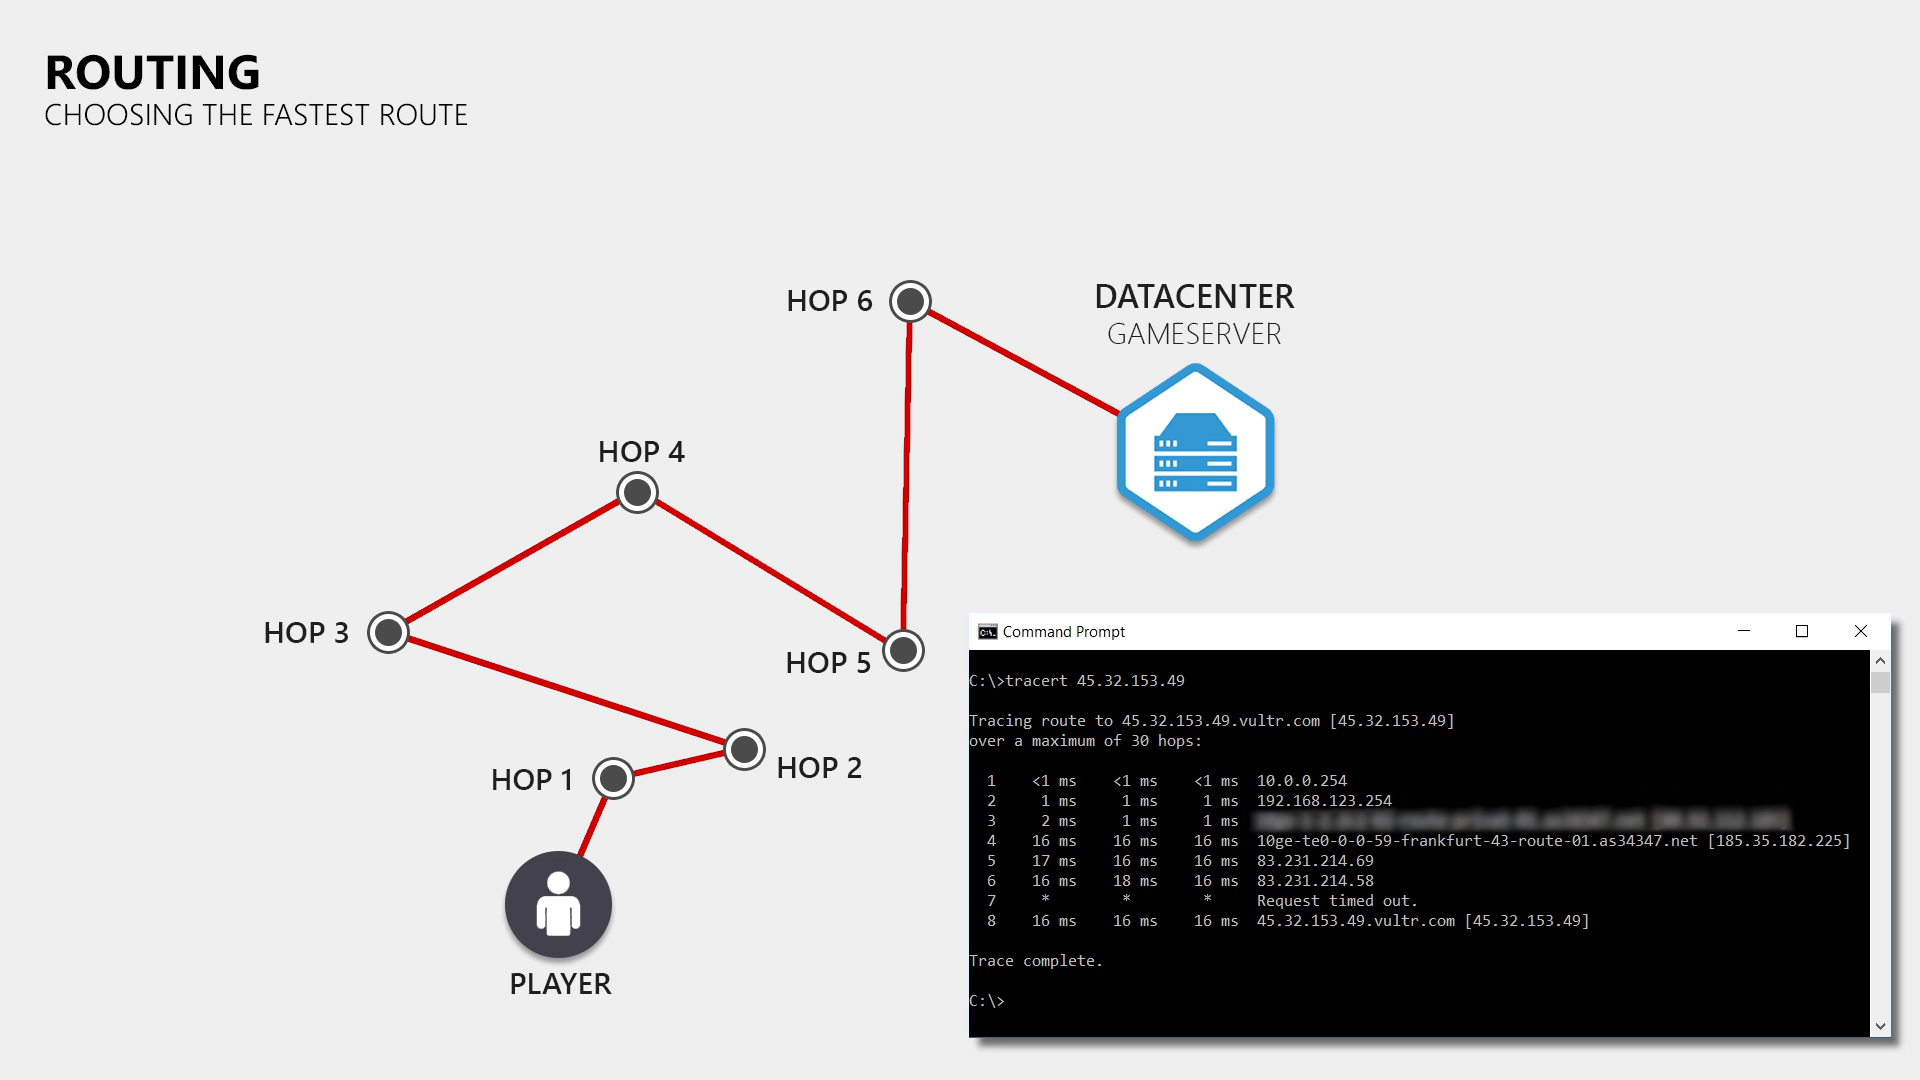 ROUTING
CHOOSING THE FASTEST ROUTE
HOP 6
DATACENTER
GAMESERVER
HOP 4
HOP 3
HOP 5
HOP 2
HOP 1
PLAYER
Command Prompt
C:\>tracert 45.32.153.49
Tracing route to 45.32.153.49.vultr.com [45.32.153.49]
over a maximum of 30 hops:
1 <1 ms <1 ms <1 ms 10.0.0.254
2 1 ms 1 ms 1 ms 192.168.123.254
3 2 ms 1 ms 1 ms
4 16 ms 16 ms 16 ms 10ge-te0-0-0-59-frankfurt-43-route-01.as34347.net [185.35.182.225]
5 17 ms 16 ms 16 ms 83.231.214.69
6 16 ms 18 ms 16 ms 83.231.214.58
7 * * * Request timed out.
8 16 ms 16 ms 16 ms 45.32.153.49.vultr.com [45.32.153.49]
Trace complete.
C:\>